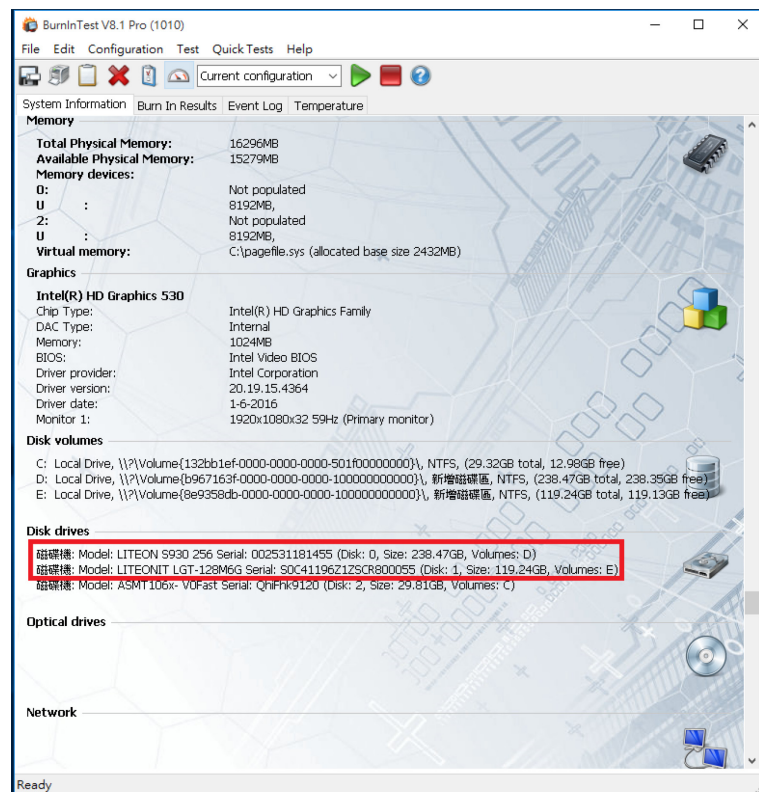 BurnInTest V8.1 Pro (1010)
File Edit Configuration Test Quick Tests Help
Current configuration
System Information Burn In Results Event Log Temperature
Memory
Total Physical Memory: 16296MB
Available Physical Memory: 15279MB
Memory devices:
0: Not populated
U : 8192MB,
2: Not populated
U : 8192MB,
Virtual memory: C:\pagefile.sys (allocated base size 2432MB)
Graphics
Intel(R) HD Graphics 530
Chip Type: Intel(R) HD Graphics Family
DAC Type: Internal
Memory: 1024MB
BIOS: Intel Video BIOS
Driver provider: Intel Corporation
Driver version: 20.19.15.4364
Driver date: 1-6-2016
Monitor 1: 1920x1080x32 59Hz (Primary monitor)
Disk volumes
C: Local Drive, \\?\Volume{132bb1ef-0000-0000-0000-501f00000000}\, NTFS, (29.32GB total, 12.98GB free)
D: Local Drive, \\?\Volume{b967163f-0000-0000-0000-100000000000}\, 新增磁碟區, NTFS, (238.47GB total, 238.35GB free)
E: Local Drive, \\?\Volume{8e9358db-0000-0000-0000-100000000000}\, 新增磁碟區, NTFS, (119.24GB total, 119.13GB free)
Disk drives
磁碟機: Model: LITEON S930 256 Serial: 002531181455 (Disk: 0, Size: 238.47GB, Volumes: D)
磁碟機: Model: LITEONIT LGT-128M6G Serial: S0C41196Z1ZSCR800055 (Disk: 1, Size: 119.24GB, Volumes: E)
磁碟機: Model: ASMT106x- V0Fast Serial: QhiFhk9120 (Disk: 2, Size: 29.81GB, Volumes: C)
Optical drives
Network
Ready